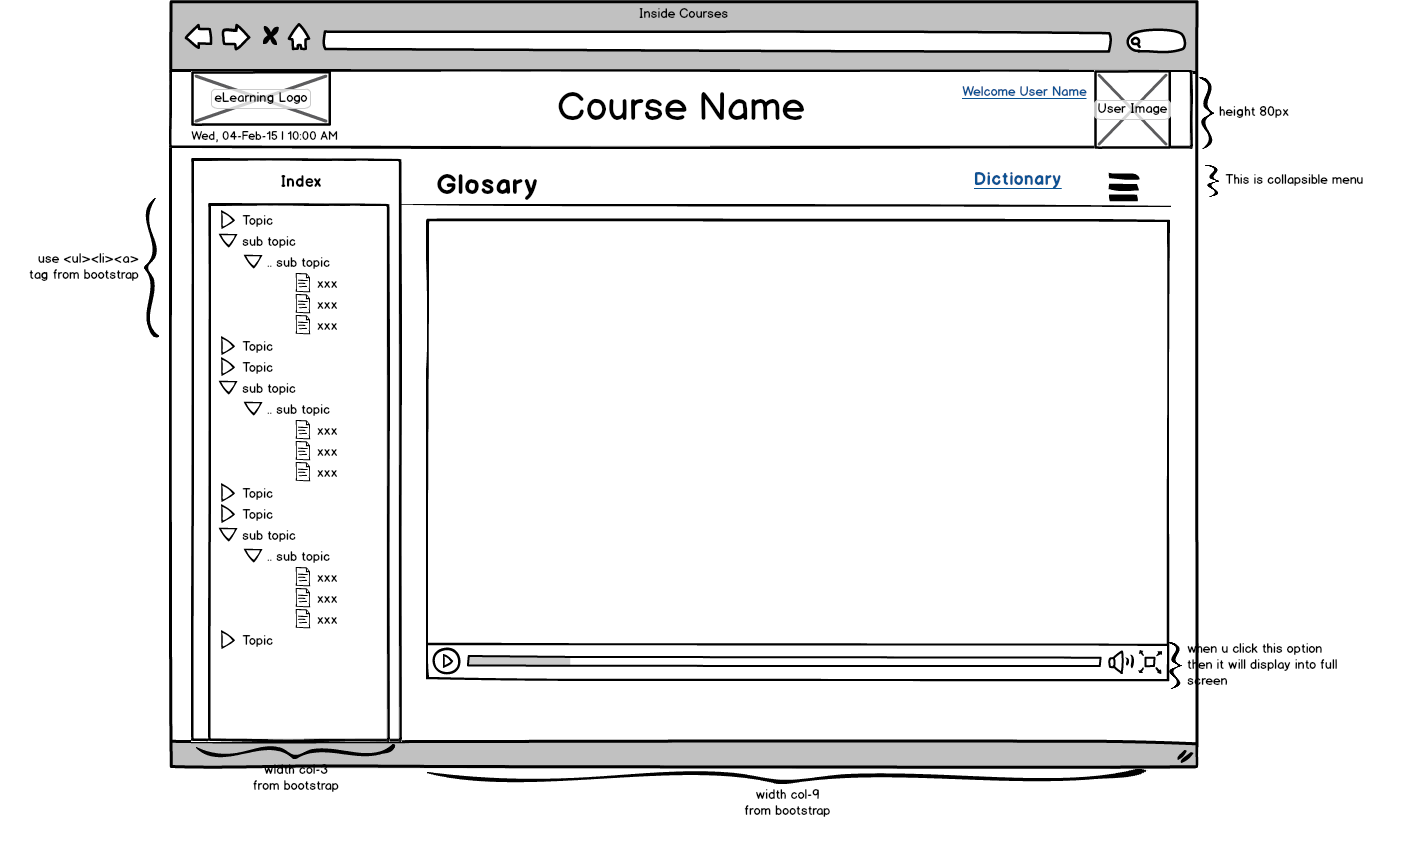 Inside Courses
eLearning Logo
Wed, 04-Feb-15 | 10:00 AM
Course Name
Welcome User Name
User Image
height 80px
Index
Glosary
Dictionary
This is collapsible menu
use <ul><li><a>
tag from bootstrap
Topic
sub topic
.. sub topic
xxx
xxx
xxx
Topic
Topic
sub topic
.. sub topic
xxx
xxx
xxx
Topic
Topic
sub topic
.. sub topic
xxx
xxx
xxx
Topic
when u click this option
then it will display into full
screen
width col-3
from bootstrap
width col-9
from bootstrap